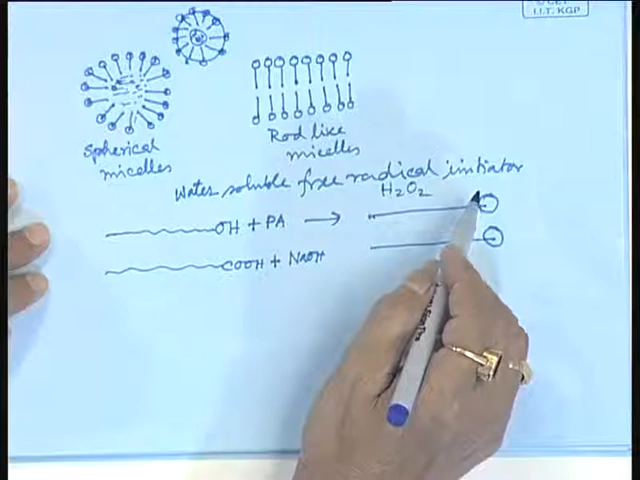 © CET
I.I.T. KGP
Spherical
micelles
Rod like
micelles
Water soluble free radical initiator
H2O2
OH + PA →
COOH + NaOH